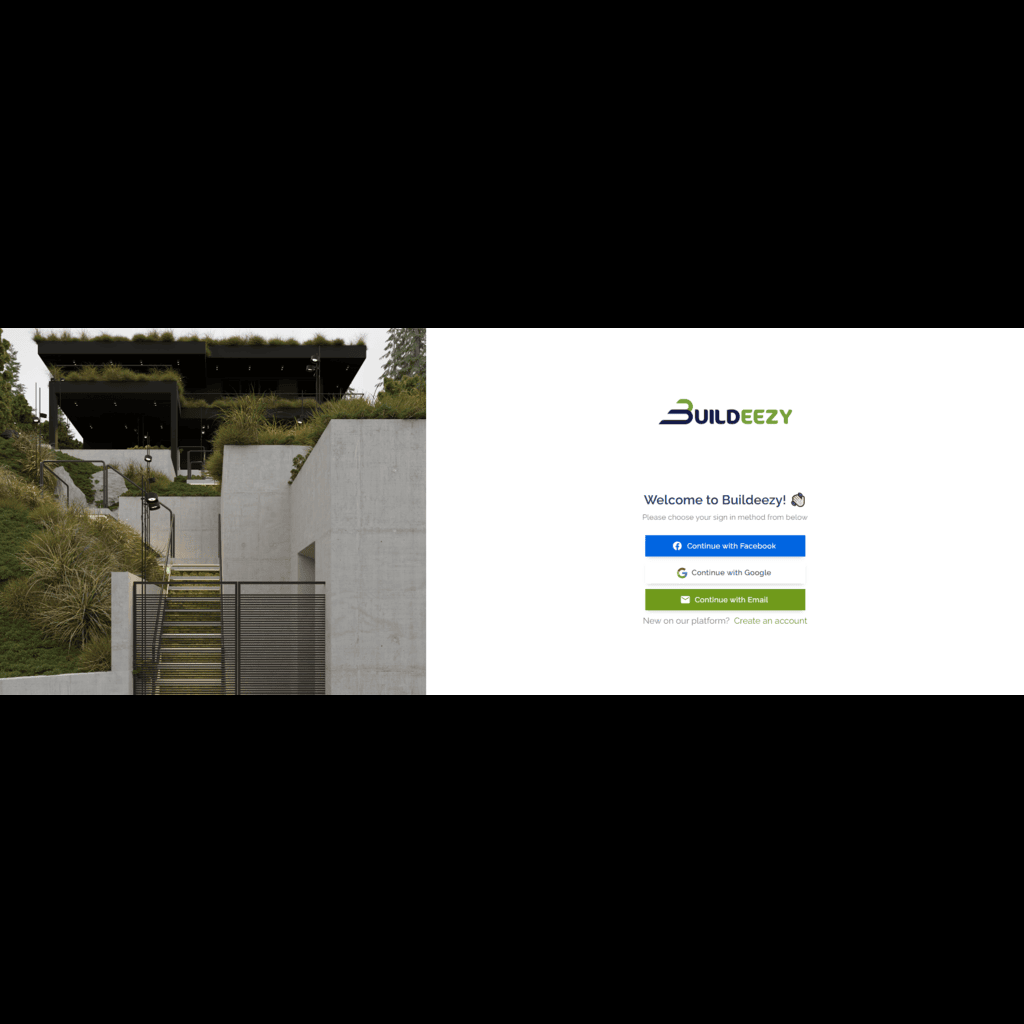 BUILDEEZY
Welcome to Buildeezy!
Please choose your sign in method from below
Continue with Facebook
Continue with Google
Continue with Email
New on our platform? Create an account